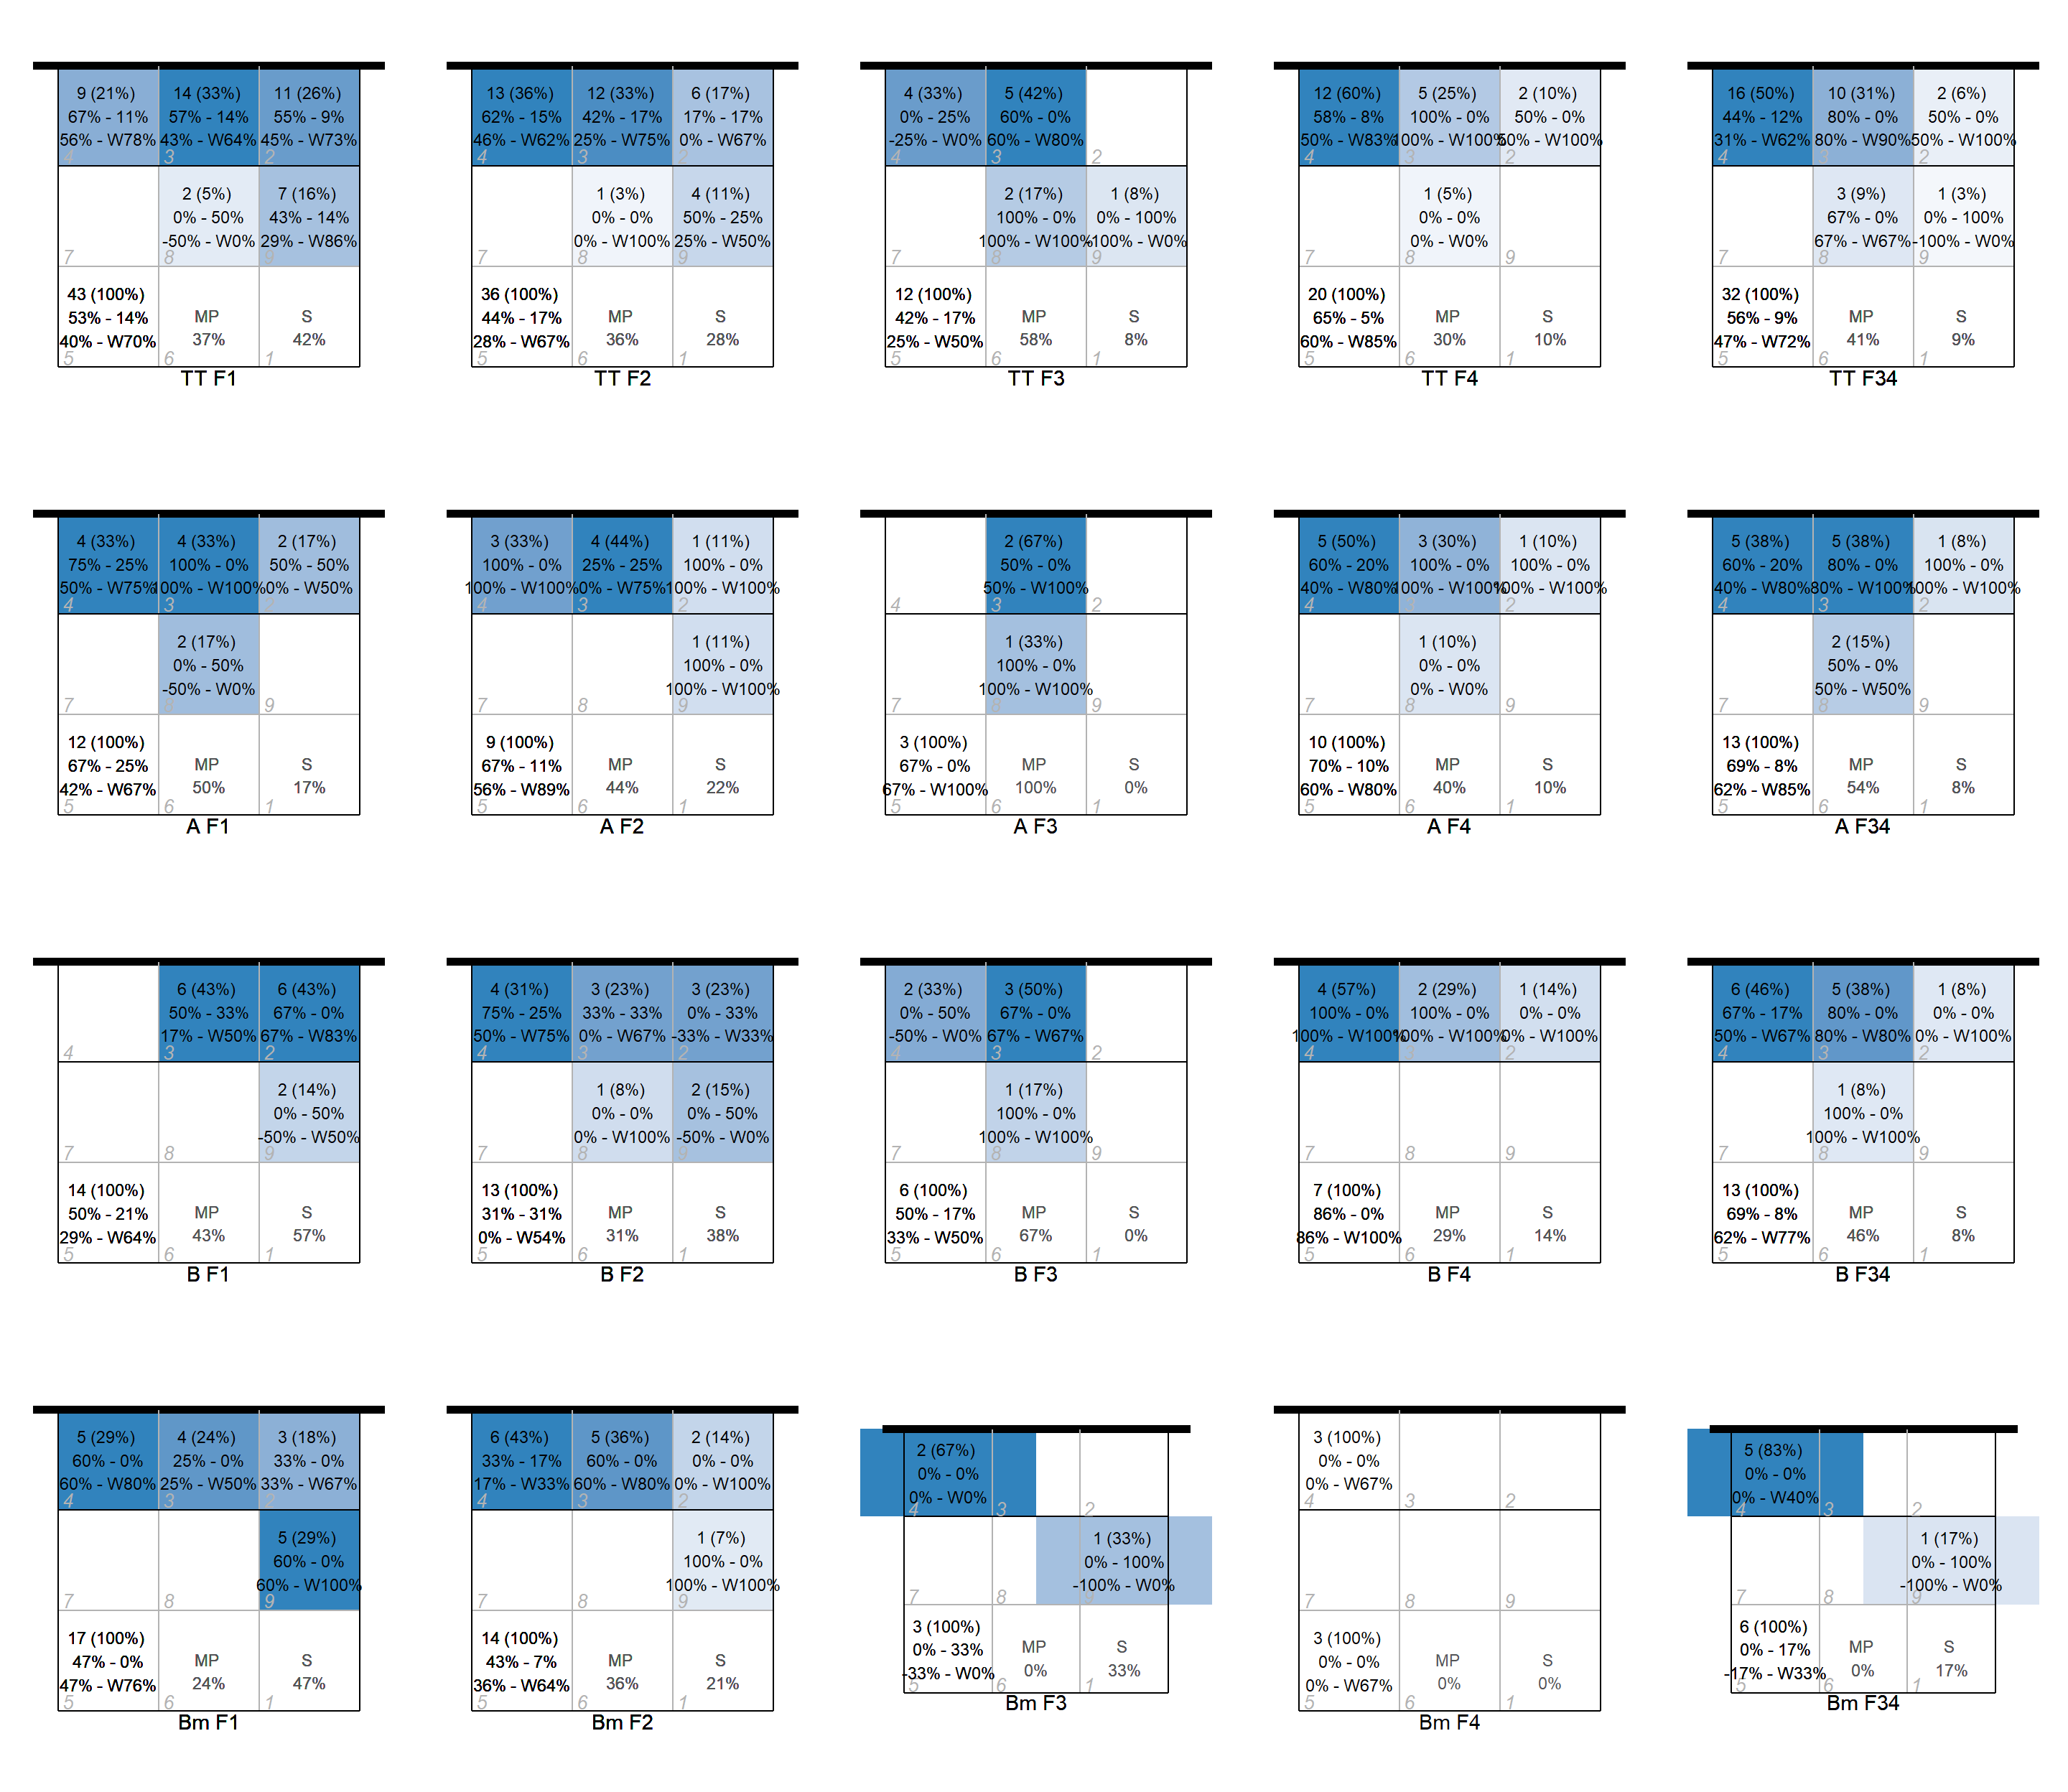 9 (21%)
67% - 11%
56% - W78%
4
14 (33%)
57% - 14%
43% - W64%
3
11 (26%)
55% - 9%
45% - W73%
2
7
2 (5%)
0% - 50%
-50% - W0%
8
7 (16%)
43% - 14%
29% - W86%
9
43 (100%)
53% - 14%
40% - W70%
5
MP
37%
6
S
42%
1
TT F1
13 (36%)
62% - 15%
46% - W62%
4
12 (33%)
42% - 17%
25% - W75%
3
6 (17%)
17% - 17%
0% - W67%
2
7
1 (3%)
0% - 0%
0% - W100%
8
4 (11%)
50% - 25%
25% - W50%
9
36 (100%)
44% - 17%
28% - W67%
5
MP
36%
6
S
28%
1
TT F2
4 (33%)
0% - 25%
-25% - W0%
4
5 (42%)
60% - 0%
60% - W80%
3
2
7
2 (17%)
100% - 0%
100% - W100%
8
1 (8%)
0% - 100%
-100% - W0%
9
12 (100%)
42% - 17%
25% - W50%
5
MP
58%
6
S
8%
1
TT F3
12 (60%)
58% - 8%
50% - W83%
4
5 (25%)
100% - 0%
100% - W100%
3
2 (10%)
50% - 0%
50% - W100%
2
7
1 (5%)
0% - 0%
0% - W0%
8
9
20 (100%)
65% - 5%
60% - W85%
5
MP
30%
6
S
10%
1
TT F4
16 (50%)
44% - 12%
31% - W62%
4
10 (31%)
80% - 0%
80% - W90%
3
2 (6%)
50% - 0%
50% - W100%
2
7
3 (9%)
67% - 0%
67% - W67%
8
1 (3%)
0% - 100%
-100% - W0%
9
32 (100%)
56% - 9%
47% - W72%
5
MP
41%
6
S
9%
1
TT F34
4 (33%)
75% - 25%
50% - W75%
4
4 (33%)
100% - 0%
100% - W100%
3
2 (17%)
50% - 50%
0% - W50%
2
7
2 (17%)
0% - 50%
-50% - W0%
8
9
12 (100%)
67% - 25%
42% - W67%
5
MP
50%
6
S
17%
1
A F1
3 (33%)
100% - 0%
100% - W100%
4
4 (44%)
25% - 25%
0% - W75%
3
1 (11%)
100% - 0%
100% - W100%
2
7
8
1 (11%)
100% - 0%
100% - W100%
9
9 (100%)
67% - 11%
56% - W89%
5
MP
44%
6
S
22%
1
A F2
4
2 (67%)
50% - 0%
50% - W100%
3
2
7
1 (33%)
100% - 0%
100% - W100%
8
9
3 (100%)
67% - 0%
67% - W100%
5
MP
100%
6
S
0%
1
A F3
5 (50%)
60% - 20%
40% - W80%
4
3 (30%)
100% - 0%
100% - W100%
3
1 (10%)
100% - 0%
100% - W100%
2
7
1 (10%)
0% - 0%
0% - W0%
8
9
10 (100%)
70% - 10%
60% - W80%
5
MP
40%
6
S
10%
1
A F4
5 (38%)
60% - 20%
40% - W80%
4
5 (38%)
80% - 0%
80% - W100%
3
1 (8%)
100% - 0%
100% - W100%
2
7
2 (15%)
50% - 0%
50% - W50%
8
9
13 (100%)
69% - 8%
62% - W85%
5
MP
54%
6
S
8%
1
A F34
4
6 (43%)
50% - 33%
17% - W50%
3
6 (43%)
67% - 0%
67% - W83%
2
7
8
2 (14%)
0% - 50%
-50% - W50%
9
14 (100%)
50% - 21%
29% - W64%
5
MP
43%
6
S
57%
1
B F1
4 (31%)
75% - 25%
50% - W75%
4
3 (23%)
33% - 33%
0% - W67%
3
3 (23%)
0% - 33%
-33% - W33%
2
7
1 (8%)
0% - 0%
0% - W100%
8
2 (15%)
0% - 50%
-50% - W0%
9
13 (100%)
31% - 31%
0% - W54%
5
MP
31%
6
S
38%
1
B F2
2 (33%)
0% - 50%
-50% - W0%
4
3 (50%)
67% - 0%
67% - W67%
3
2
7
1 (17%)
100% - 0%
100% - W100%
8
9
6 (100%)
50% - 17%
33% - W50%
5
MP
67%
6
S
0%
1
B F3
4 (57%)
100% - 0%
100% - W100%
4
2 (29%)
100% - 0%
100% - W100%
3
1 (14%)
0% - 0%
0% - W100%
2
7
8
9
7 (100%)
86% - 0%
86% - W100%
5
MP
29%
6
S
14%
1
B F4
6 (46%)
67% - 17%
50% - W67%
4
5 (38%)
80% - 0%
80% - W80%
3
1 (8%)
0% - 0%
0% - W100%
2
7
1 (8%)
100% - 0%
100% - W100%
8
9
13 (100%)
69% - 8%
62% - W77%
5
MP
46%
6
S
8%
1
B F34
5 (29%)
60% - 0%
60% - W80%
4
4 (24%)
25% - 0%
25% - W50%
3
3 (18%)
33% - 0%
33% - W67%
2
7
8
5 (29%)
60% - 0%
60% - W100%
9
17 (100%)
47% - 0%
47% - W76%
5
MP
24%
6
S
47%
1
Bm F1
6 (43%)
33% - 17%
17% - W33%
4
5 (36%)
60% - 0%
60% - W80%
3
2 (14%)
0% - 0%
0% - W100%
2
7
8
1 (7%)
100% - 0%
100% - W100%
9
14 (100%)
43% - 7%
36% - W64%
5
MP
36%
6
S
21%
1
Bm F2
2 (67%)
0% - 0%
0% - W0%
4
3
2
7
8
1 (33%)
0% - 100%
-100% - W0%
9
3 (100%)
0% - 33%
-33% - W0%
5
MP
0%
6
S
33%
1
Bm F3
3 (100%)
0% - 0%
0% - W67%
4
3
2
7
8
9
3 (100%)
0% - 0%
0% - W67%
5
MP
0%
6
S
0%
1
Bm F4
5 (83%)
0% - 0%
0% - W40%
4
3
2
7
8
1 (17%)
0% - 100%
-100% - W0%
9
6 (100%)
0% - 17%
-17% - W33%
5
MP
0%
6
S
17%
1
Bm F34